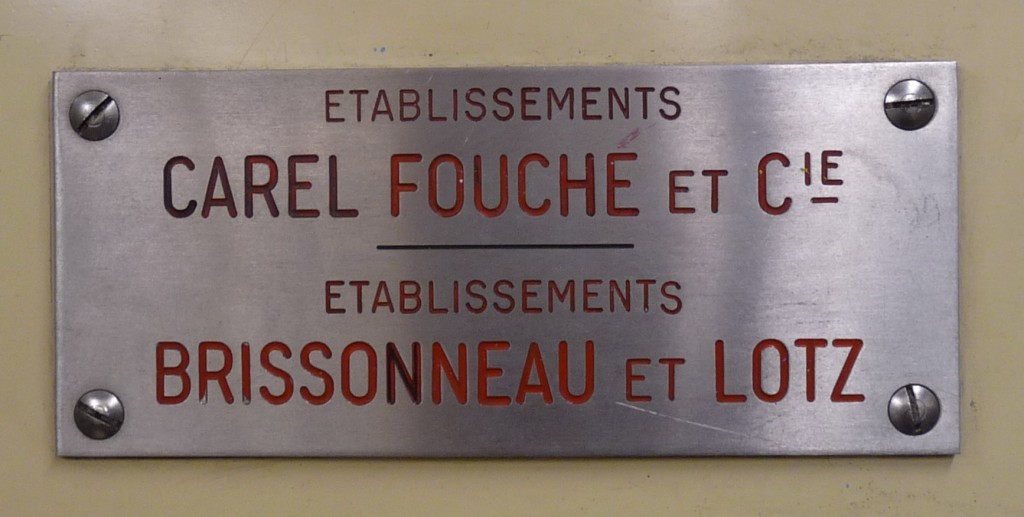 ETABLISSEMENTS
CAREL FOUCHE ET CIE
ETABLISSEMENTS
BRISSONNEAU ET LOTZ